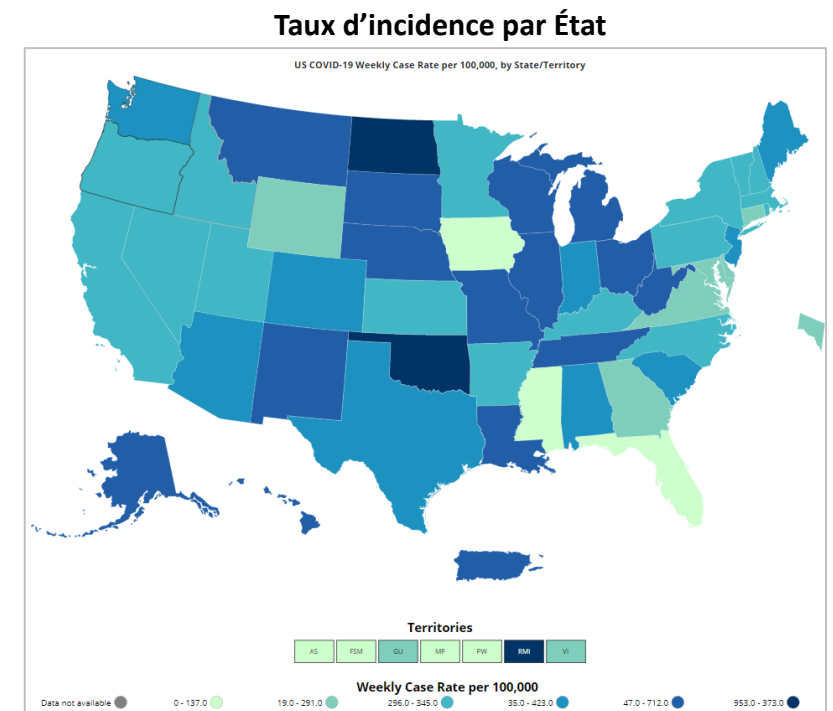 Taux d’incidence par État
US COVID-19 Weekly Case Rate per 100,000, by State/Territory
Territories
AS FSM GU MP PW RMI VI
Weekly Case Rate per 100,000
Data not available 0 - 137.0 19.0 - 291.0 296.0 - 345.0 35.0 - 423.0 47.0 - 712.0 953.0 - 373.0